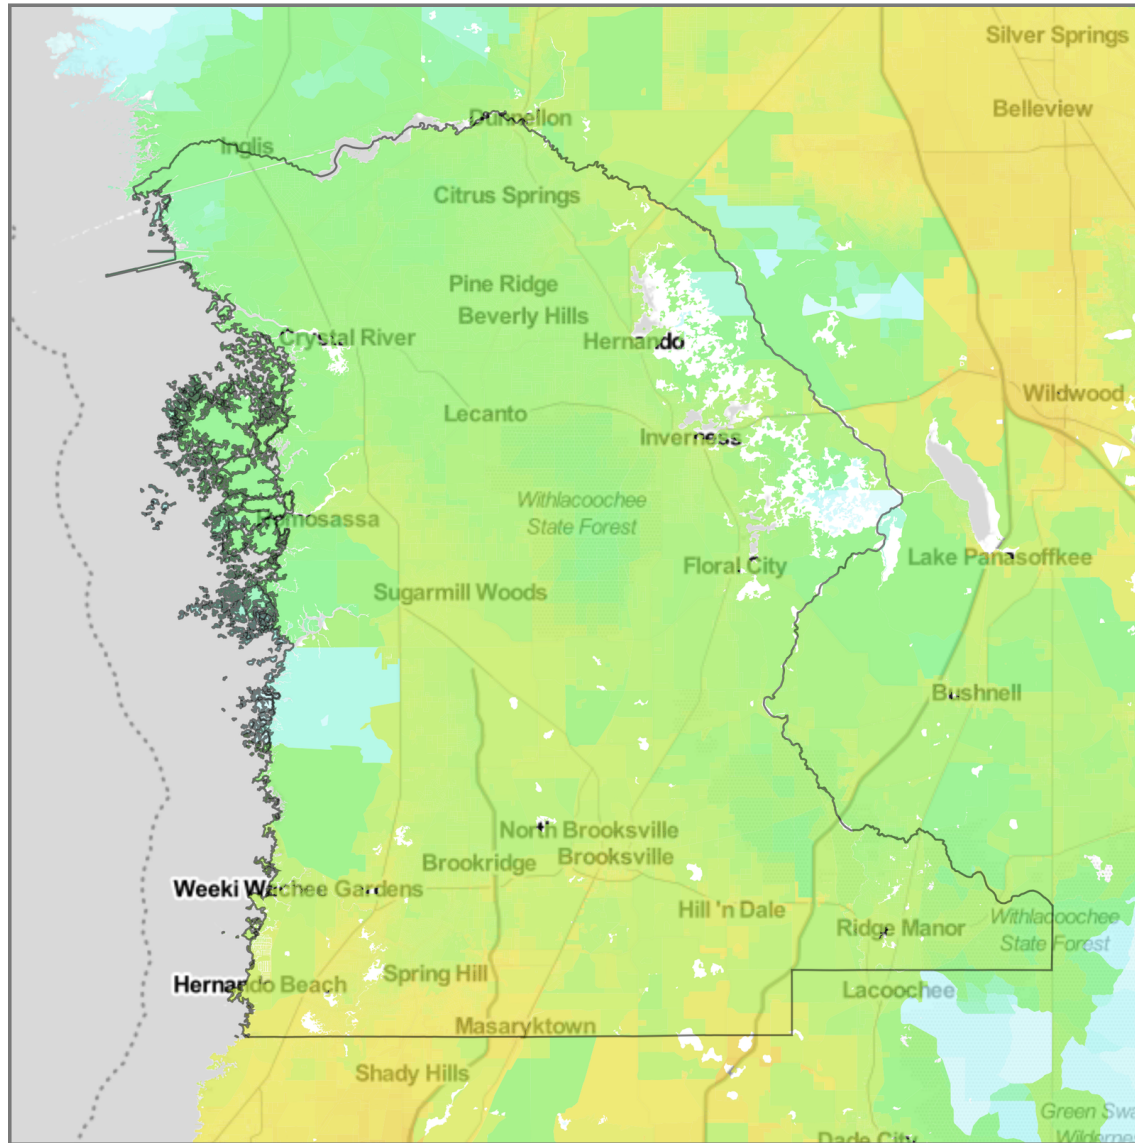 Silver Springs
Belleview
Dunnellon
Inglis
Citrus Springs
Pine Ridge
Beverly Hills
Crystal River
Hernando
Wildwood
Lecanto
Inverness
Withlacoochee
State Forest
Homosassa
Lake Panasoffkee
Floral City
Sugarmill Woods
Bushnell
North Brooksville
Brooksville
Brookridge
Weeki Wachee Gardens
Hill 'n Dale
Ridge Manor
Withlacoochee
State Forest
Spring Hill
Hernando Beach
Lacoochee
Masaryktown
Shady Hills
Green Swa
Wilderne
Dade City